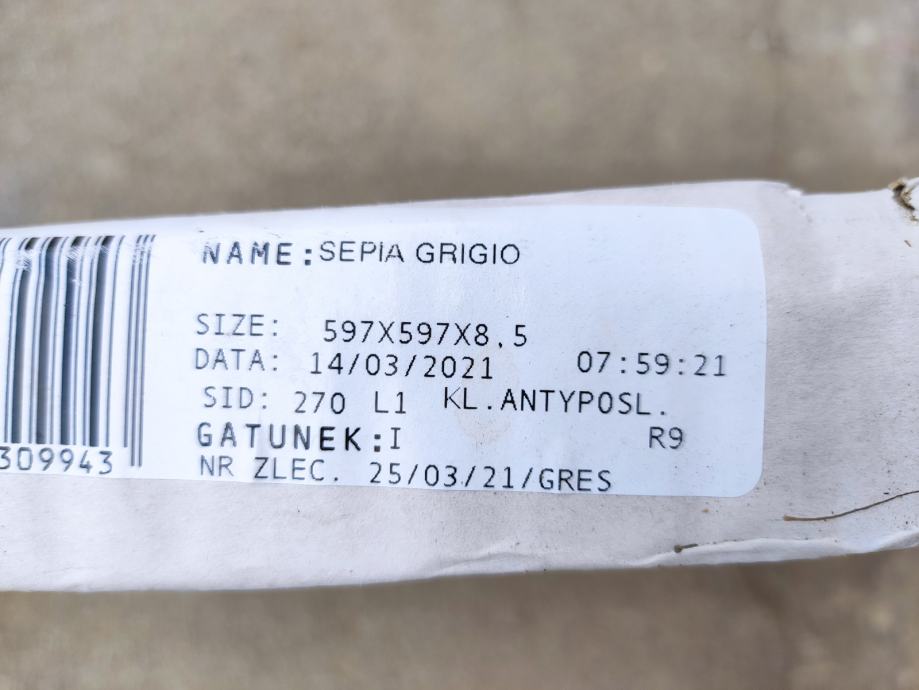 NAME:SEPIA GRIGIO
SIZE: 597X597X8.5
DATA: 14/03/2021 07:59:21
SID: 270 L1 KL.ANTYPOSL.
GATUNEK:I R9
NR ZLEC. 25/03/21/GRES
309943